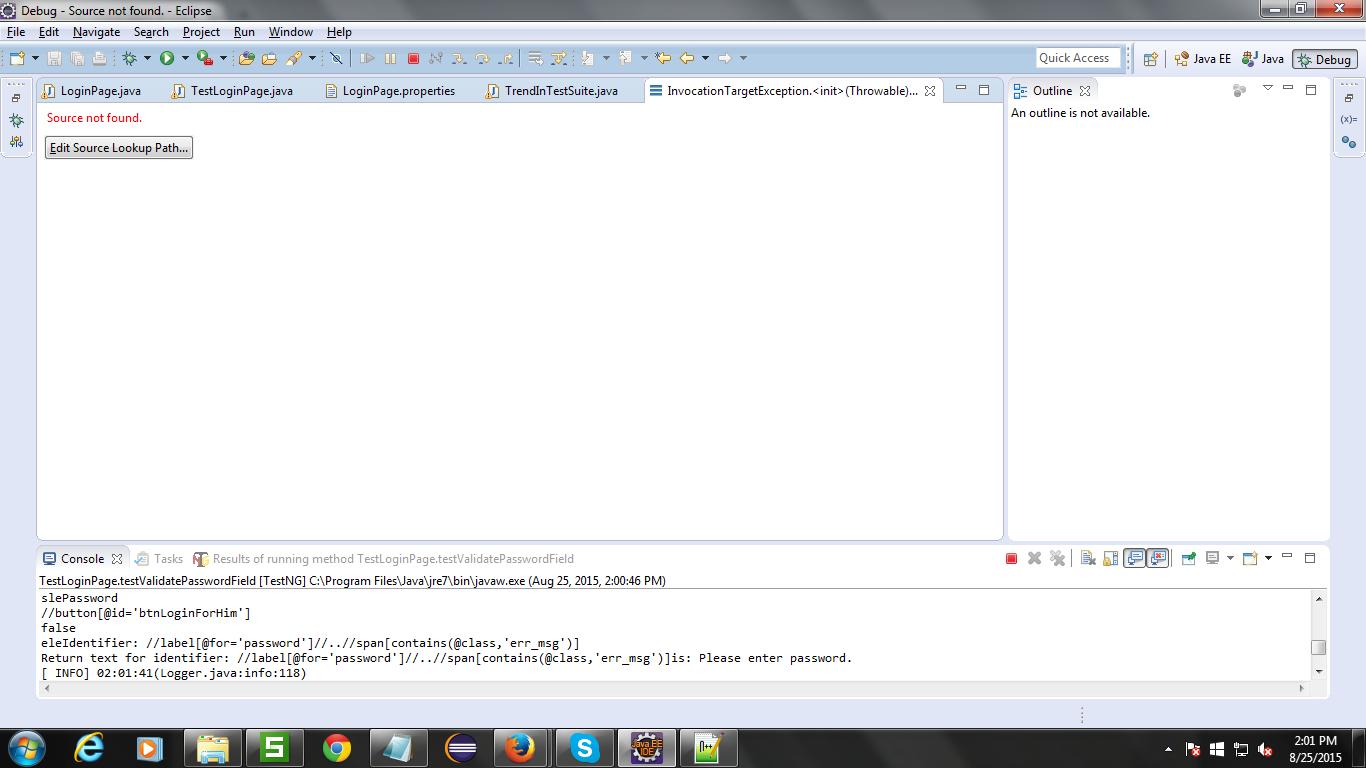 Debug - Source not found. - Eclipse
File Edit Navigate Search Project Run Window Help
Quick Access Java EE Java Debug
LoginPage.java TestLoginPage.java LoginPage.properties TrendInTestSuite.java InvocationTargetException.<init>(Throwable)... Outline
Source not found.
An outline is not available.
Edit Source Lookup Path...
(x)=
Console Tasks Results of running method TestLoginPage.testValidatePasswordField
TestLoginPage.testValidatePasswordField [TestNG] C:\Program Files\Java\jre7\bin\javaw.exe (Aug 25, 2015, 2:00:46 PM)
slePassword
//button[@id='btnLoginForHim']
false
eleIdentifier: //label[@for='password']//..//span[contains(@class,'err_msg')]
Return text for identifier: //label[@for='password']//..//span[contains(@class,'err_msg')]is: Please enter password.
[ INFO] 02:01:41(Logger.java:info:118)
S
S
Java EE
IDE
n++
2:01 PM
8/25/2015